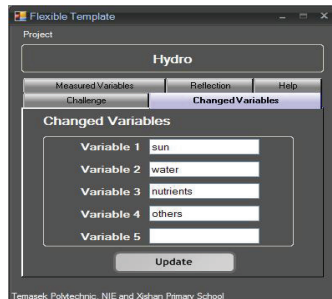 Flexible Template
Project
Hydro
Measured Variables Reflection Help
Challenge Changed Variables
Changed Variables
Variable 1 sun
Variable 2 water
Variable 3 nutrients
Variable 4 others
Variable 5
Update
Temasek Polytechnic, NIE and Xishan Primary School